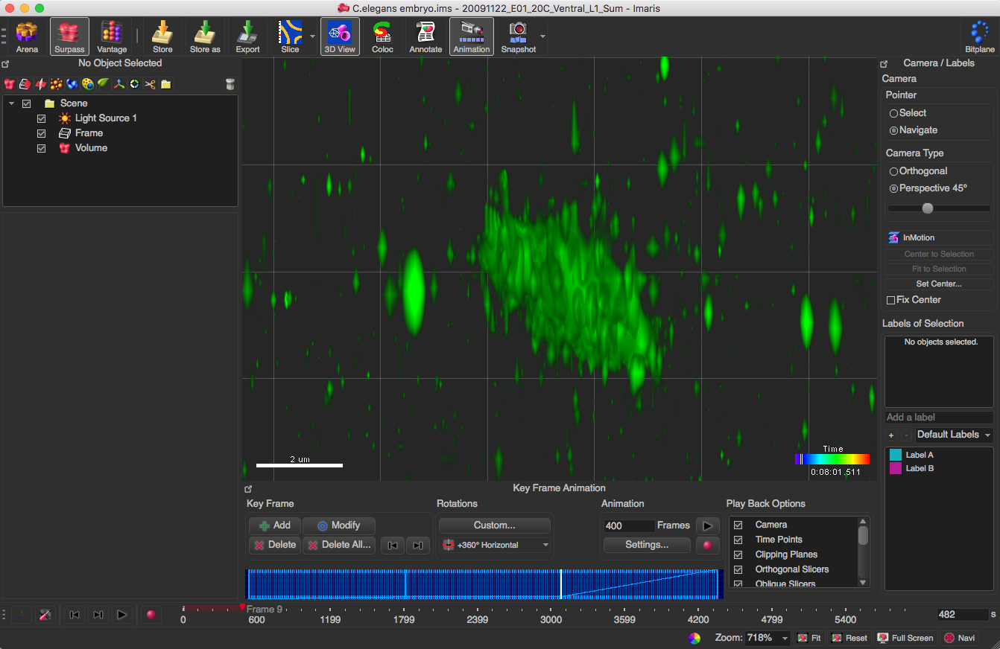 C.elegans embryo.ims - 20091122_E01_20C_Ventral_L1_Sum - Imaris
Arena Surpass Vantage Store Store as Export Slice 3D View Coloc Annotate Animation Snapshot Bitplane
No Object Selected
Scene
Light Source 1
Frame
Volume
2 um
Time
0:08:01.511
Camera / Labels
Camera
Pointer
Select
Navigate
Camera Type
Orthogonal
Perspective 45º
InMotion
Center to Selection
Fit to Selection
Set Center...
Fix Center
Labels of Selection
No objects selected.
Add a label
+ - Default Labels
Label A
Label B
Key Frame Animation
Key Frame Rotations Animation Play Back Options
Add Modify Custom... 400 Frames
Delete Delete All... +360° Horizontal Settings...
Camera
Time Points
Clipping Planes
Orthogonal Slicers
Oblique Slicers
Frame 9
0 600 1199 1799 2399 3000 3599 4200 4799 5400 482 s
Zoom: 718% Fit Reset Full Screen Navi